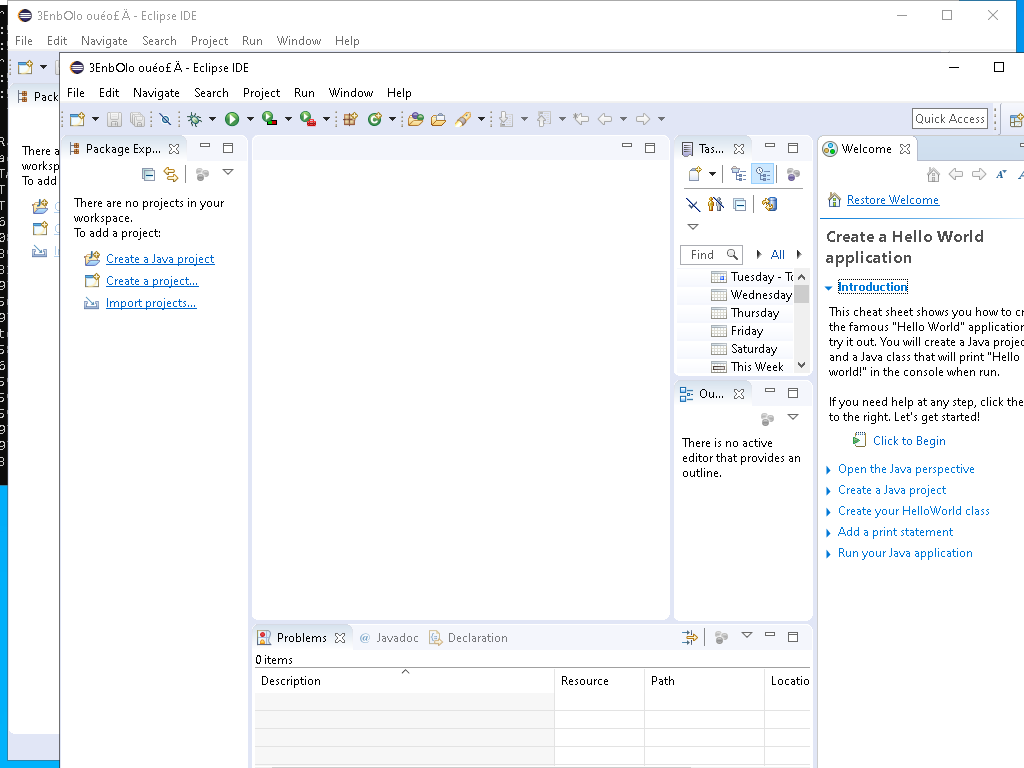 3EnbOlo ouéo£ Ä - Eclipse IDE
File Edit Navigate Search Project Run Window Help
Pack
There a
worksp
To add
3EnbOlo ouéo£ Ä - Eclipse IDE
File Edit Navigate Search Project Run Window Help
Quick Access
Package Exp...
There are no projects in your
workspace.
To add a project:
Create a Java project
Create a project...
Import projects...
Tas...
Find
All
Tuesday - To
Wednesday
Thursday
Friday
Saturday
This Week
Ou...
There is no active
editor that provides an
outline.
Welcome
Restore Welcome
Create a Hello World
application
Introduction
This cheat sheet shows you how to cr
the famous "Hello World" application
try it out. You will create a Java projec
and a Java class that will print "Hello
world!" in the console when run.
If you need help at any step, click the
to the right. Let's get started!
Click to Begin
Open the Java perspective
Create a Java project
Create your HelloWorld class
Add a print statement
Run your Java application
Problems @ Javadoc Declaration
0 items
Description Resource Path Locatio